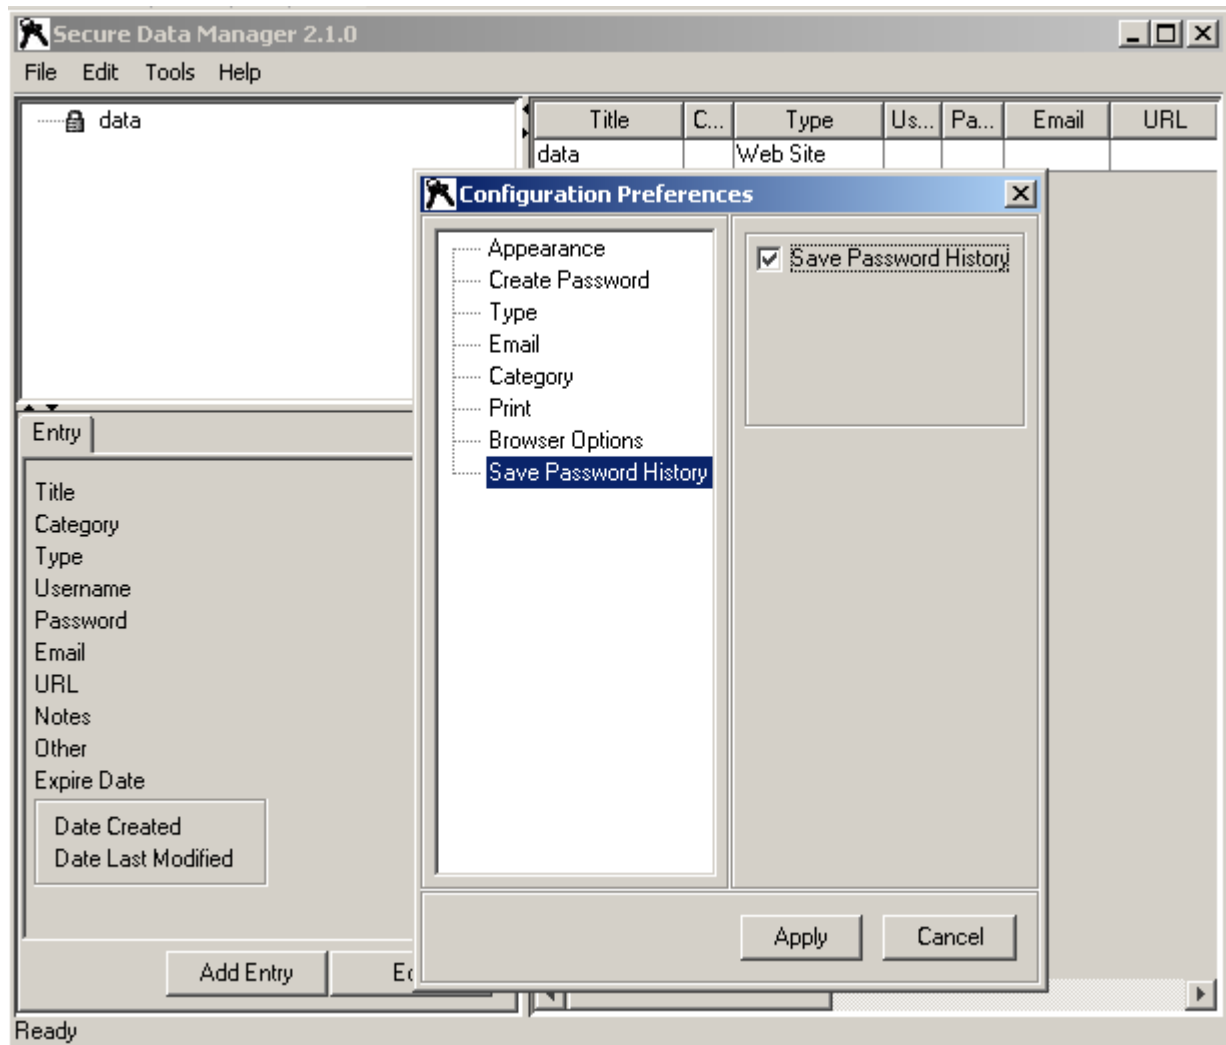 Secure Data Manager 2.1.0
File Edit Tools Help
data
Title C... Type Us... Pa... Email URL
data Web Site
Configuration Preferences
Appearance
Create Password
Type
Email
Category
Print
Browser Options
Save Password History
Save Password History
Apply Cancel
Entry
Title
Category
Type
Username
Password
Email
URL
Notes
Other
Expire Date
Date Created
Date Last Modified
Add Entry
Ready